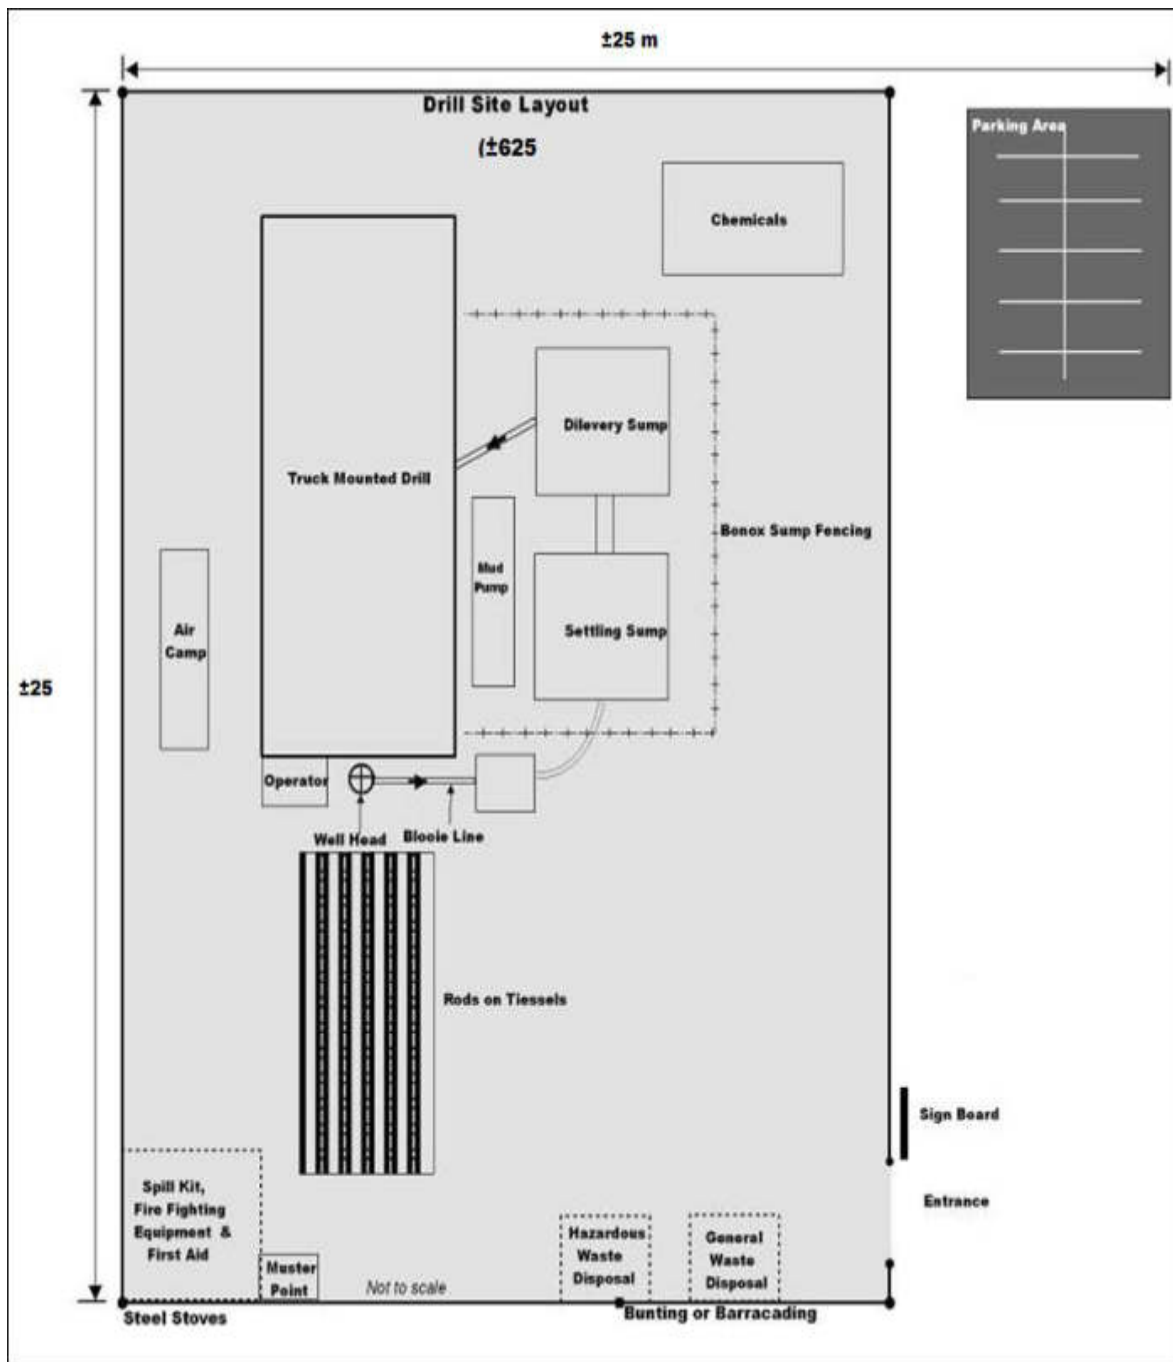 ±25 m
Drill Site Layout
(±625
Parking Area
Chemicals
Dilevery Sump
Truck Mounted Drill
Bonox Sump Fencing
Mud
Pump
Air
Camp
Settling Sump
±25
Operator
Well Head
Blooie Line
Rods on Tiessels
Sign Board
Spill Kit,
Fire Fighting
Equipment &
First Aid
Entrance
Hazardous
Waste
Disposal
General
Waste
Disposal
Muster
Point
Not to scale
Steel Stoves
Bunting or Barracading